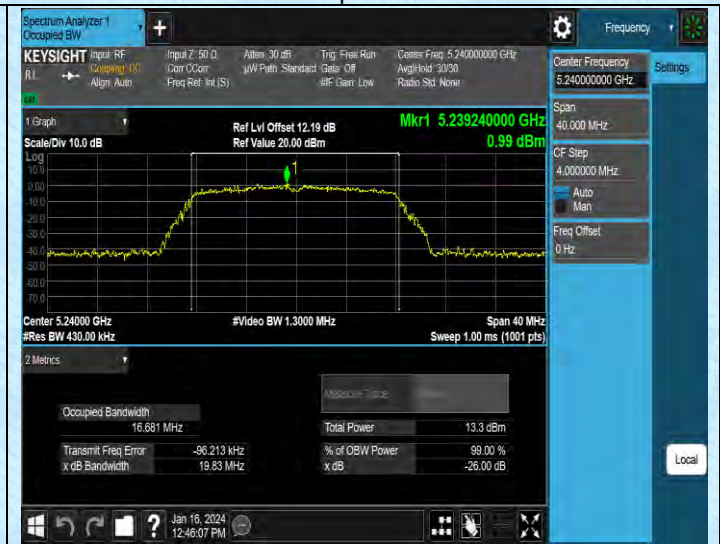 Spectrum Analyzer 1
Occupied BW
+
Frequency
KEYSIGHT Input: RF
R L
Coupling: DC
Align: Auto
Input Z: 50 Ω
Corr CCorr
Freq Ref: Int (S)
Atten: 30 dB
µW Path: Standard
Trig: Free Run
Gate: Off
#IF Gain: Low
Center Freq: 5.240000000 GHz
Avg|Hold: 30/30
Radio Std: None
Center Frequency
5.240000000 GHz
Settings
Span
40.000 MHz
CF Step
4.000000 MHz
Auto
Man
Freq Offset
0 Hz
1 Graph
Scale/Div 10.0 dB
Ref Lvl Offset 12.19 dB
Ref Value 20.00 dBm
Mkr1 5.239240000 GHz
0.99 dBm
Log
10.0
0.00
-10.0
-20.0
-30.0
-40.0
-50.0
-60.0
-70.0
1
Center 5.24000 GHz
#Res BW 430.00 kHz
#Video BW 1.3000 MHz
Span 40 MHz
Sweep 1.00 ms (1001 pts)
2 Metrics
Measure Trace
Occupied Bandwidth
16.681 MHz
Total Power 13.3 dBm
Transmit Freq Error -96.213 kHz
% of OBW Power 99.00 %
x dB Bandwidth 19.83 MHz
x dB -26.00 dB
Local
?
Jan 16, 2024
12:46:07 PM